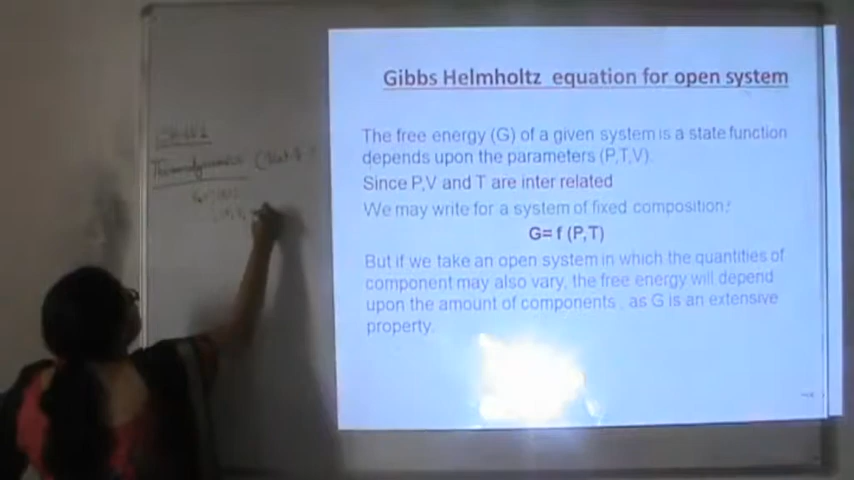 Thermodynamics
Gibbs Helmholtz equation for open system
The free energy (G) of a given system is a state function
depends upon the parameters (P,T,V).
Since P,V and T are inter related
We may write for a system of fixed composition:
G= f (P,T)
But if we take an open system in which the quantities of
component may also vary, the free energy will depend
upon the amount of components , as G is an extensive
property.